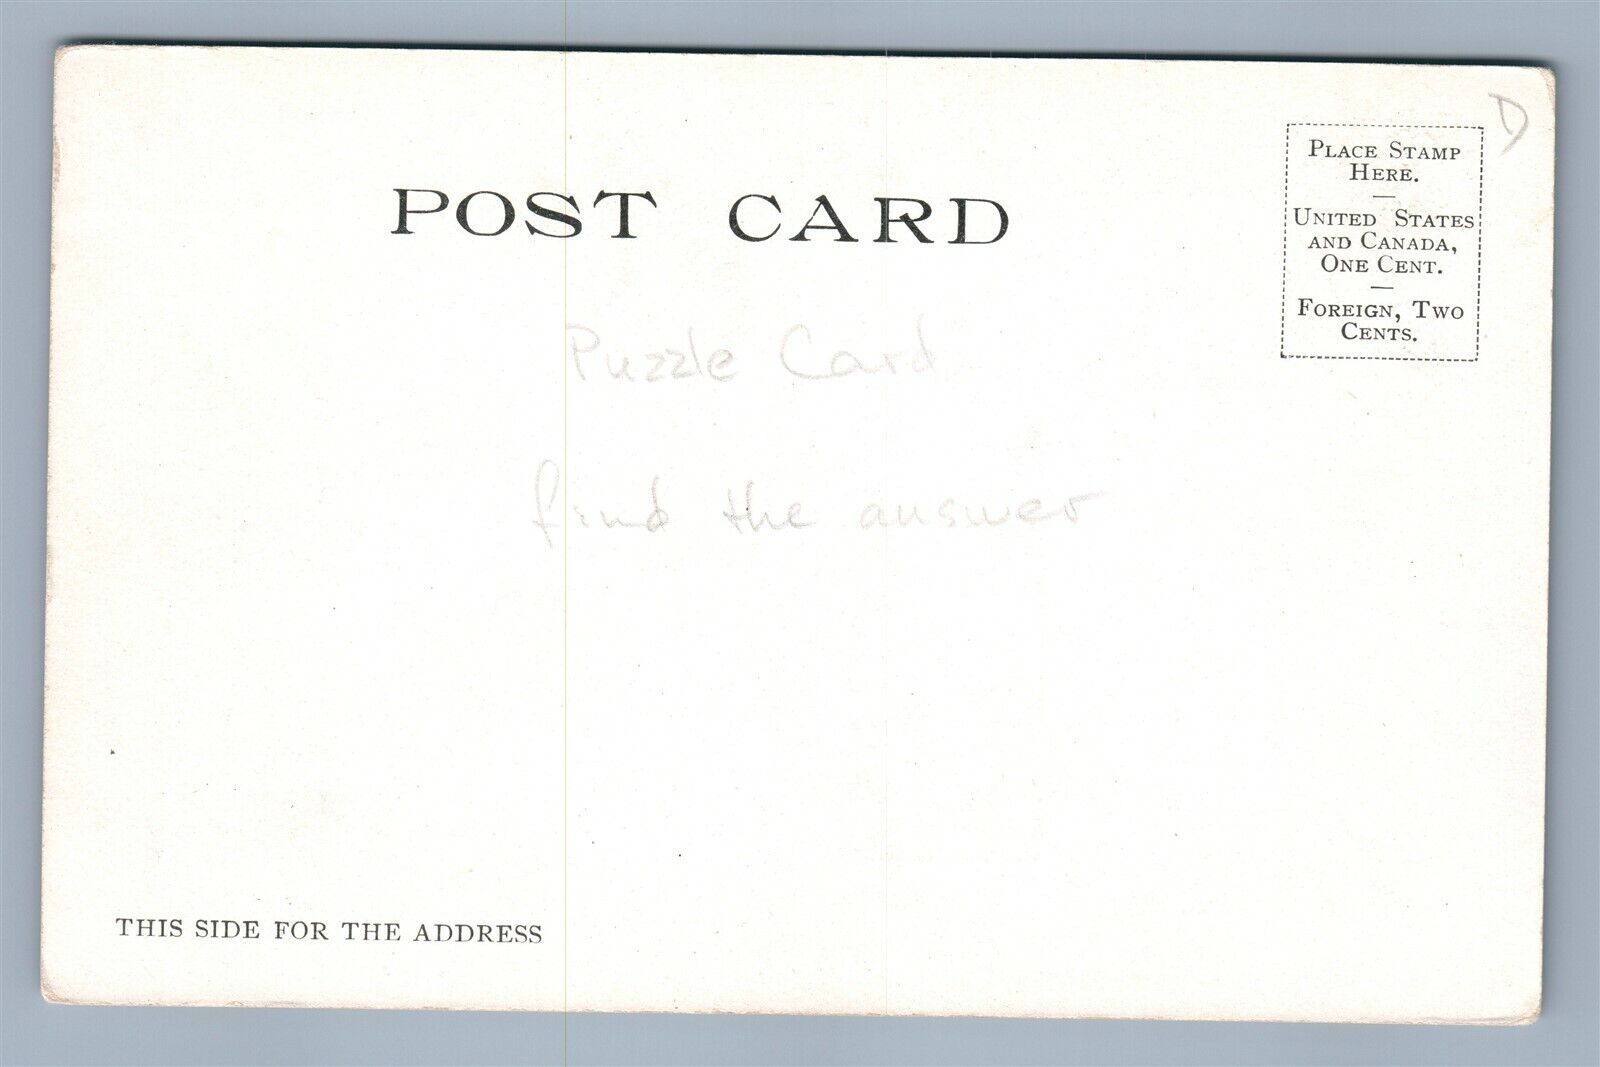 D
POST CARD
PLACE STAMP
HERE.
—
UNITED STATES
AND CANADA,
ONE CENT.
—
FOREIGN, TWO
CENTS.
Puzzle Card
find the answer
THIS SIDE FOR THE ADDRESS